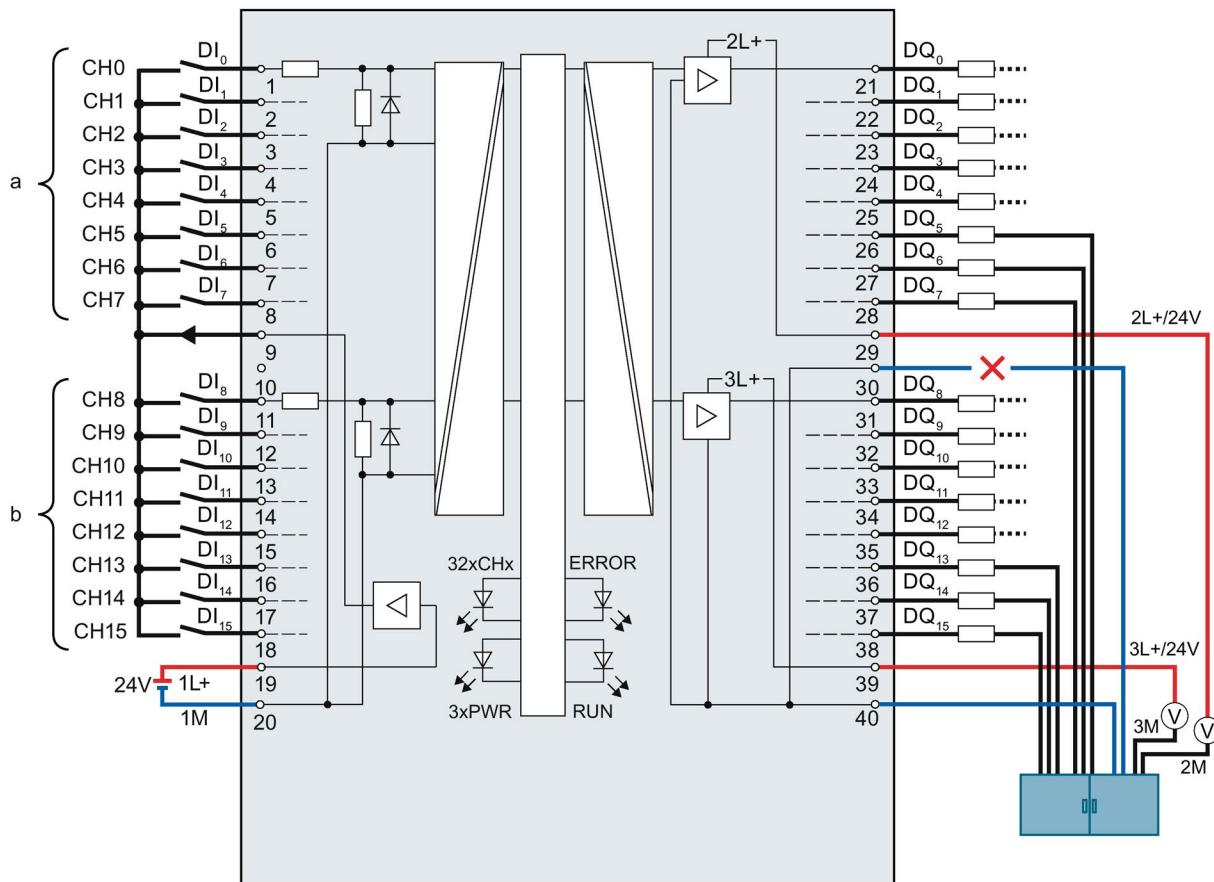 2L+
DI0
DQ0
CH0
1
21
DI1
DQ1
CH1
2
22
DI2
DQ2
CH2
3
23
DI3
DQ3
CH3
4
24
a
DI4
DQ4
CH4
5
25
DI5
DQ5
CH5
6
26
DI6
DQ6
CH6
7
27
DI7
DQ7
CH7
8
28
2L+/24V
9
29
3L+
DI8
10
30
DQ8
CH8
11
31
DI9
DQ9
CH9
12
32
DI10
DQ10
CH10
13
33
DI11
DQ11
CH11
14
34
b
DI12
DQ12
CH12
15
35
DI13
DQ13
CH13
32xCHx
ERROR
16
36
DI14
DQ14
CH14
17
37
DI15
DQ15
CH15
18
38
3L+/24V
24V
1L+
19
39
1M
20
3xPWR
RUN
40
3M
V
V
2M